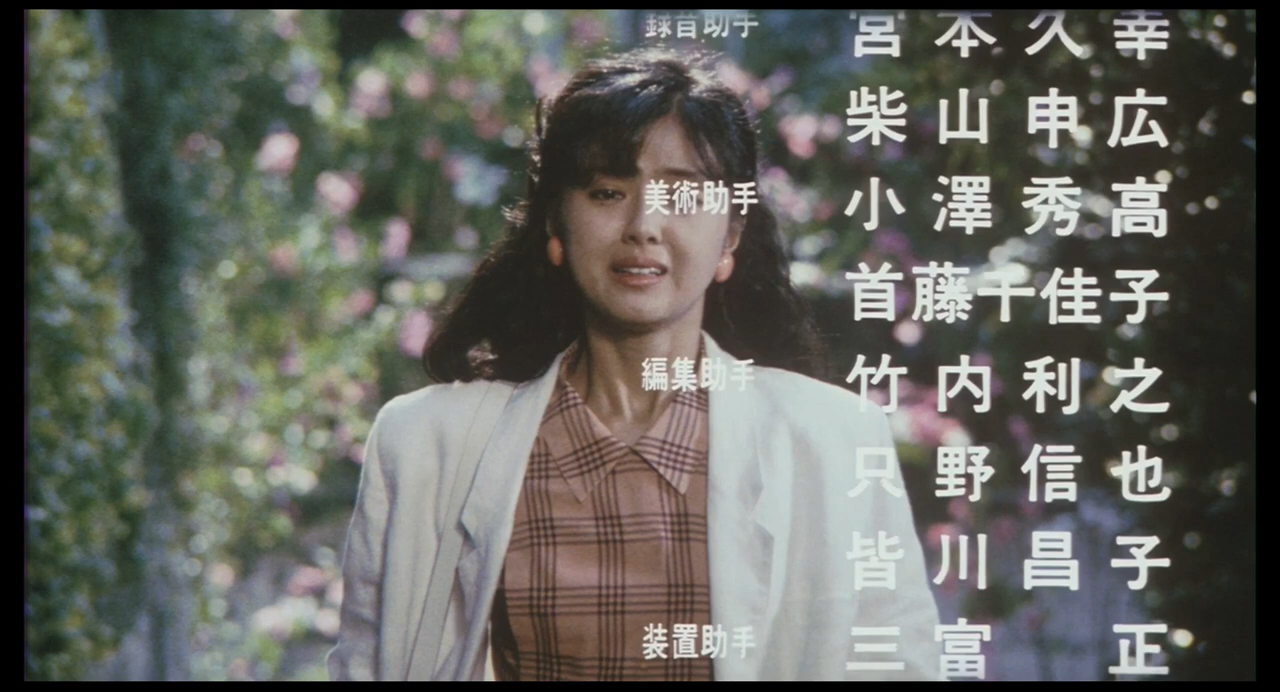 録音助手 宮本久幸
柴山申広
美術助手 小澤秀高
首藤千佳子
編集助手 竹内利之
只野信也
皆川昌子
装置助手 三富 正